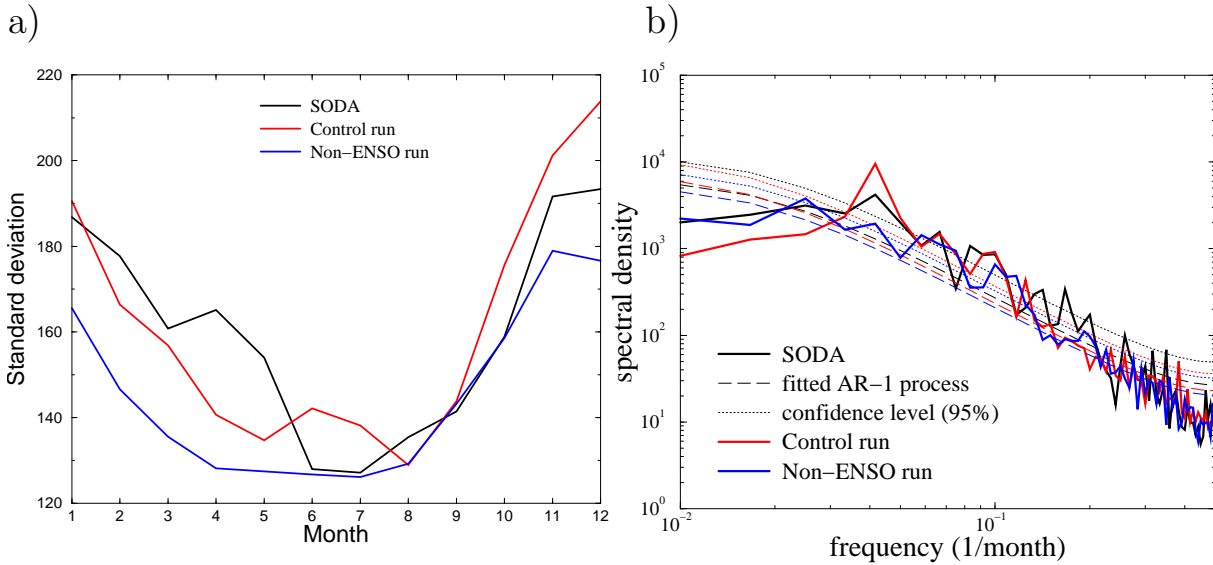 a)
220
200
180
160
140
120
Standard deviation
SODA
Control run
Non−ENSO run
1 2 3 4 5 6 7 8 9 10 11 12
Month
b)
10^5
10^4
10^3
10^2
10^1
10^0
spectral density
SODA
fitted AR−1 process
confidence level (95%)
Control run
Non−ENSO run
10^−2 10^−1
frequency (1/month)